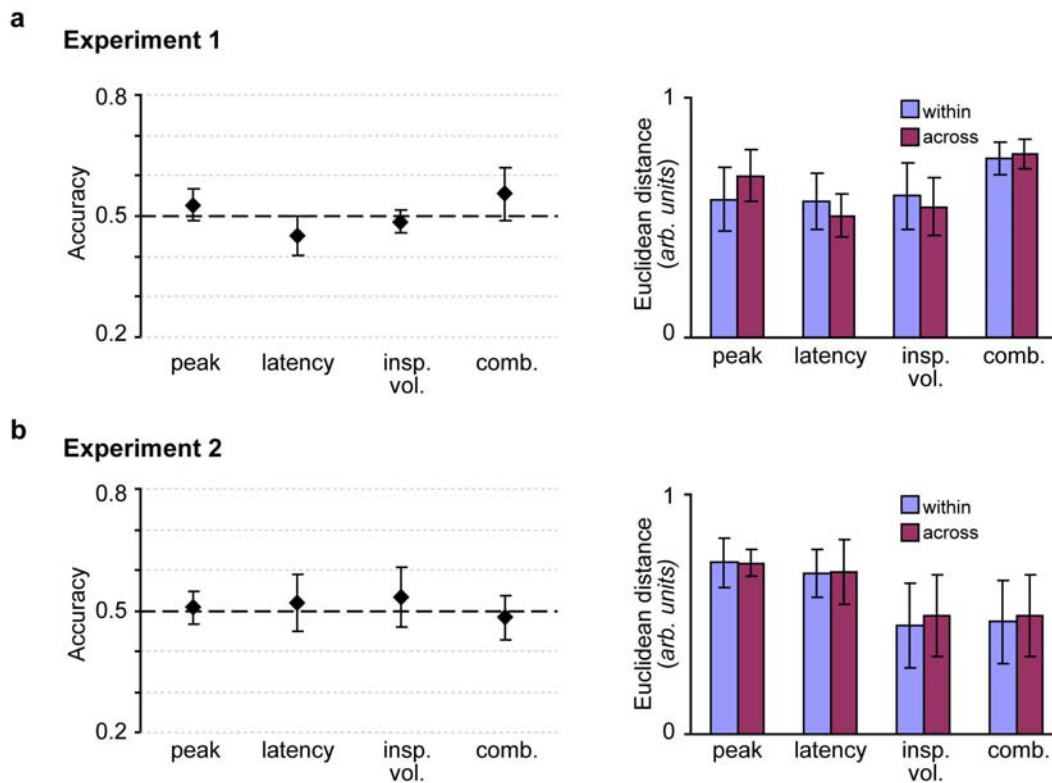 a
Experiment 1
0.8
0.5
0.2
Accuracy
peak
latency
insp.
vol.
comb.
1
0
Euclidean distance
(arb. units)
within
across
peak
latency
insp.
vol.
comb.
b
Experiment 2
0.8
0.5
0.2
Accuracy
peak
latency
insp.
vol.
comb.
1
0
Euclidean distance
(arb. units)
within
across
peak
latency
insp.
vol.
comb.